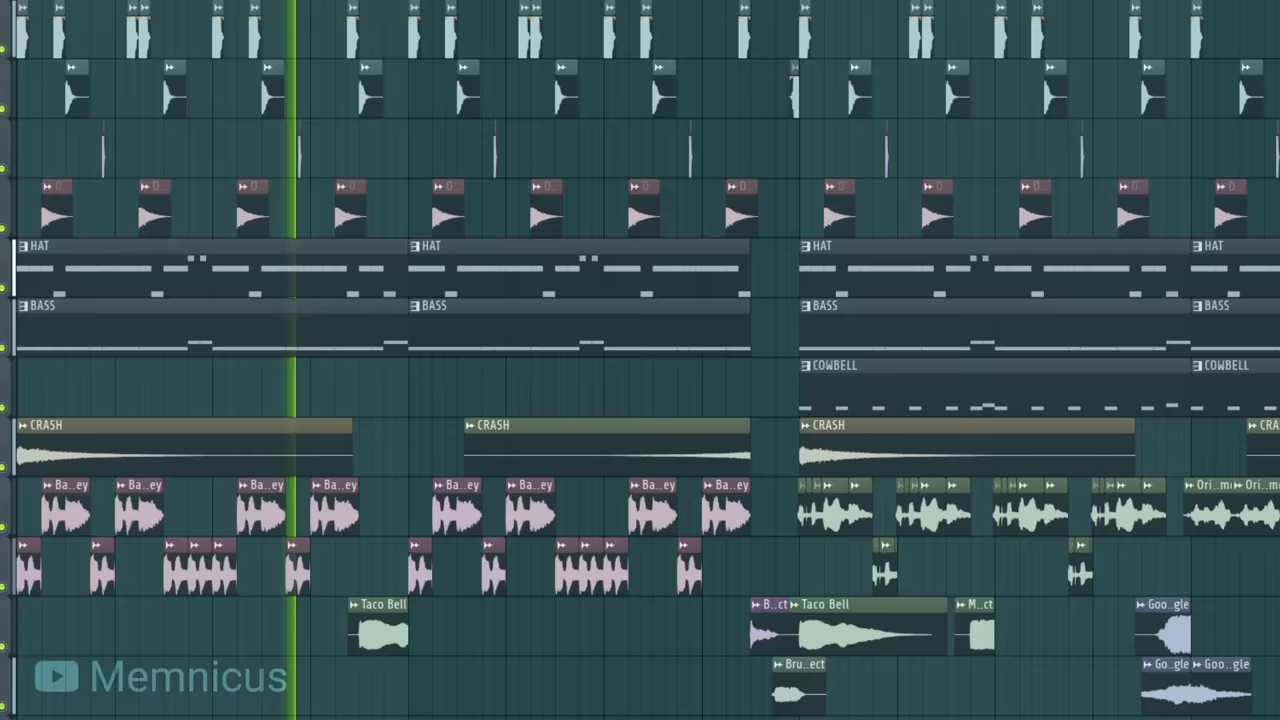 O..
O..
O..
O..
O..
O..
O..
O..
O..
O..
O..
O..
O..
HAT HAT HAT HAT
BASS BASS BASS BASS
COWBELL COWBELL
CRASH CRASH CRASH CRA
Ba..ey Ba..ey Ba..ey Ba..ey Ba..ey Ba..ey Ba..ey Ba..ey Ori..m Ori..m
Taco Bell B..ct Taco Bell M..ct Goo..gle
Bru..ect Go..gle Goo..gle
Memnicus